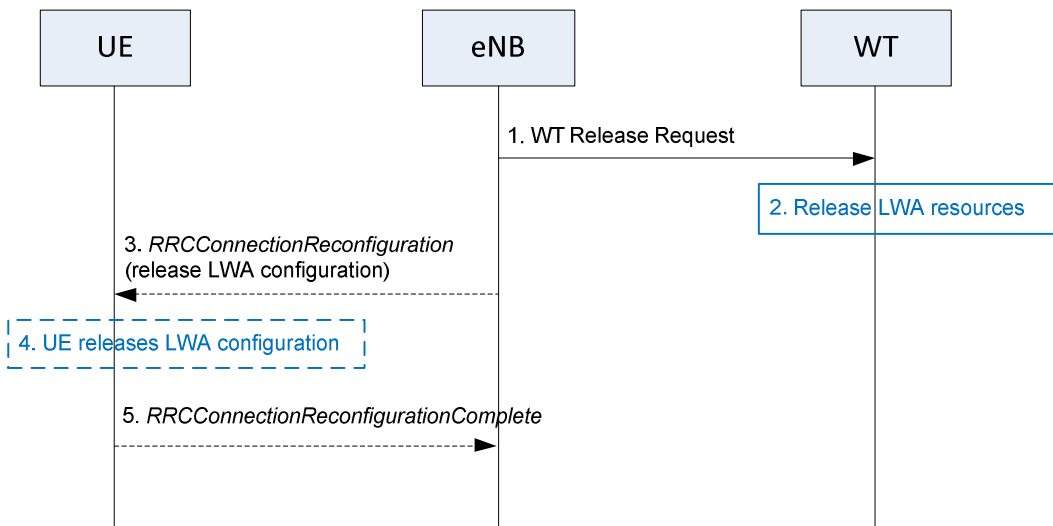 UE
eNB
WT
1. WT Release Request
2. Release LWA resources
3. RRCConnectionReconfiguration
(release LWA configuration)
4. UE releases LWA configuration
5. RRCConnectionReconfigurationComplete